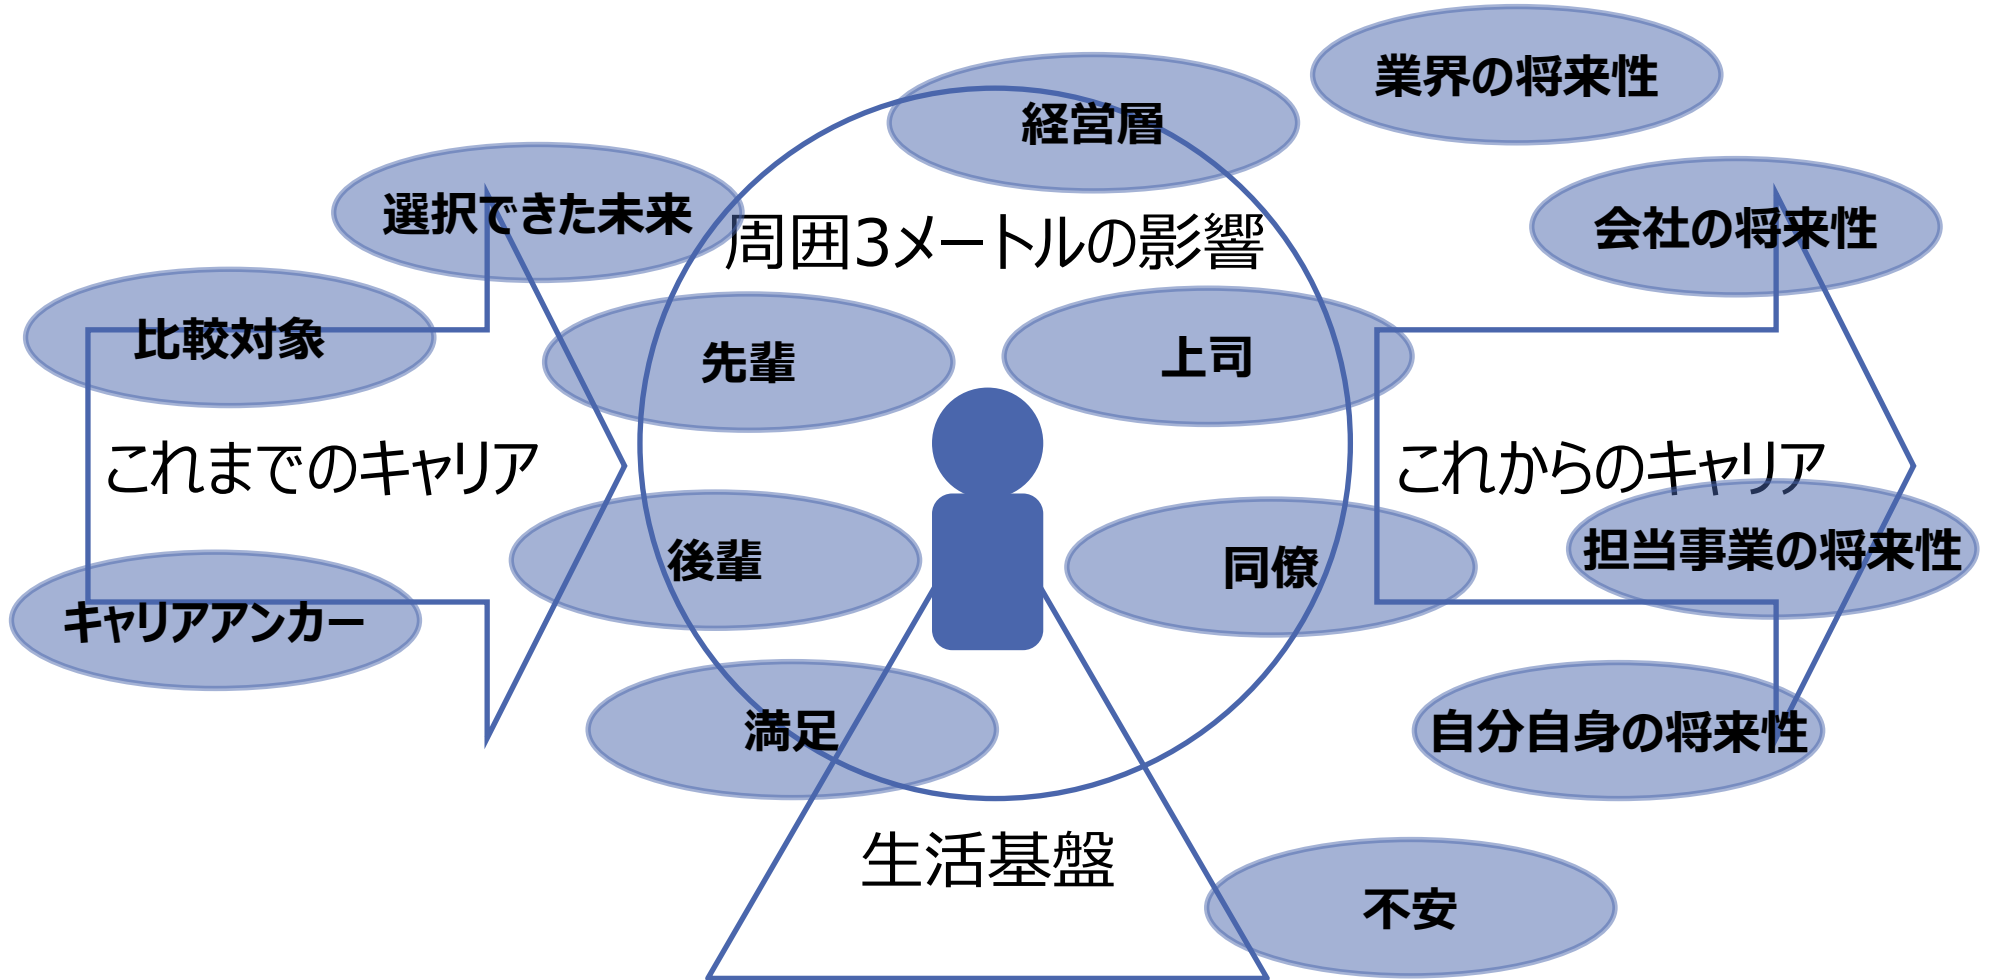 業界の将来性
経営層
選択できた未来
周囲3メートルの影響
会社の将来性
比較対象
先輩
上司
これまでのキャリア
これからのキャリア
後輩
同僚
担当事業の将来性
キャリアアンカー
満足
自分自身の将来性
生活基盤
不安